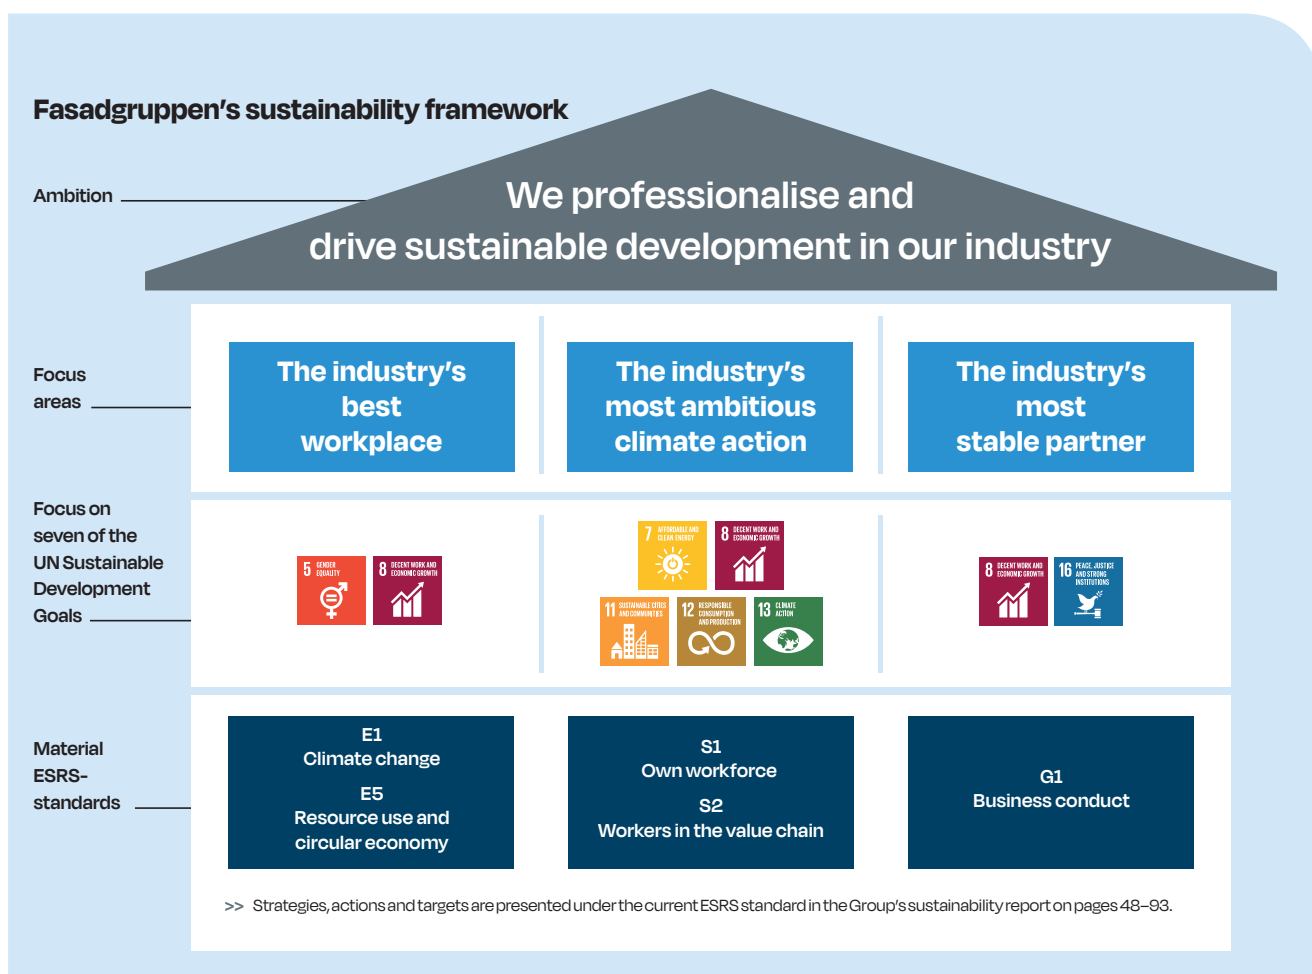 Fasadgruppen's sustainability framework
Ambition
We professionalise and
drive sustainable development in our industry
Focus
areas
The industry's
best
workplace
The industry's
most ambitious
climate action
The industry's
most
stable partner
Focus on
seven of the
UN Sustainable
Development
Goals
5 GENDER
EQUALITY
8 DECENT WORK AND
ECONOMIC GROWTH
7 AFFORDABLE AND
CLEAN ENERGY
8 DECENT WORK AND
ECONOMIC GROWTH
11 SUSTAINABLE CITIES
AND COMMUNITIES
12 RESPONSIBLE
CONSUMPTION
AND PRODUCTION
13 CLIMATE
ACTION
8 DECENT WORK AND
ECONOMIC GROWTH
16 PEACE, JUSTICE
AND STRONG
INSTITUTIONS
Material
ESRS-
standards
E1
Climate change
E5
Resource use and
circular economy
S1
Own workforce
S2
Workers in the value chain
G1
Business conduct
>> Strategies, actions and targets are presented under the current ESRS standard in the Group's sustainability report on pages 48–93.